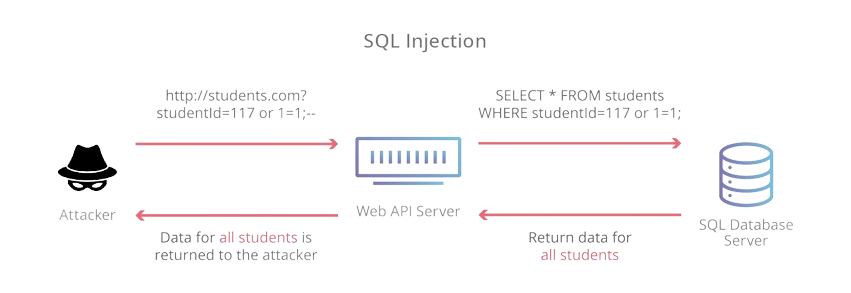 SQL Injection
http://students.com?
studentId=117 or 1=1;--
SELECT * FROM students
WHERE studentId=117 or 1=1;
Attacker
Web API Server
SQL Database
Server
Data for all students is
returned to the attacker
Return data for
all students